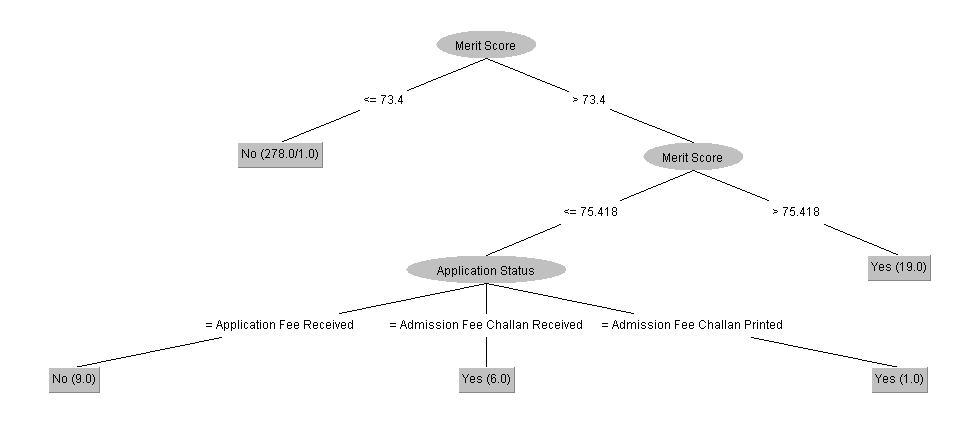 Merit Score
<= 73.4
> 73.4
No (278.0/1.0)
Merit Score
<= 75.418
> 75.418
Application Status
Yes (19.0)
= Application Fee Received
= Admission Fee Challan Received
= Admission Fee Challan Printed
No (9.0)
Yes (6.0)
Yes (1.0)